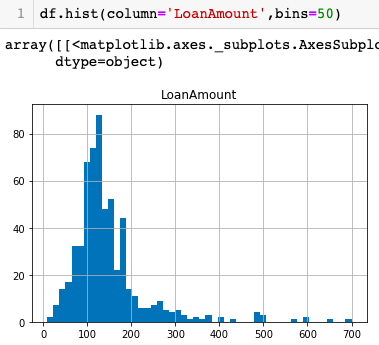 1 df.hist(column='LoanAmount',bins=50)
array([[<matplotlib.axes._subplots.AxesSubplo
dtype=object)
LoanAmount
80
60
40
20
0
0 100 200 300 400 500 600 700